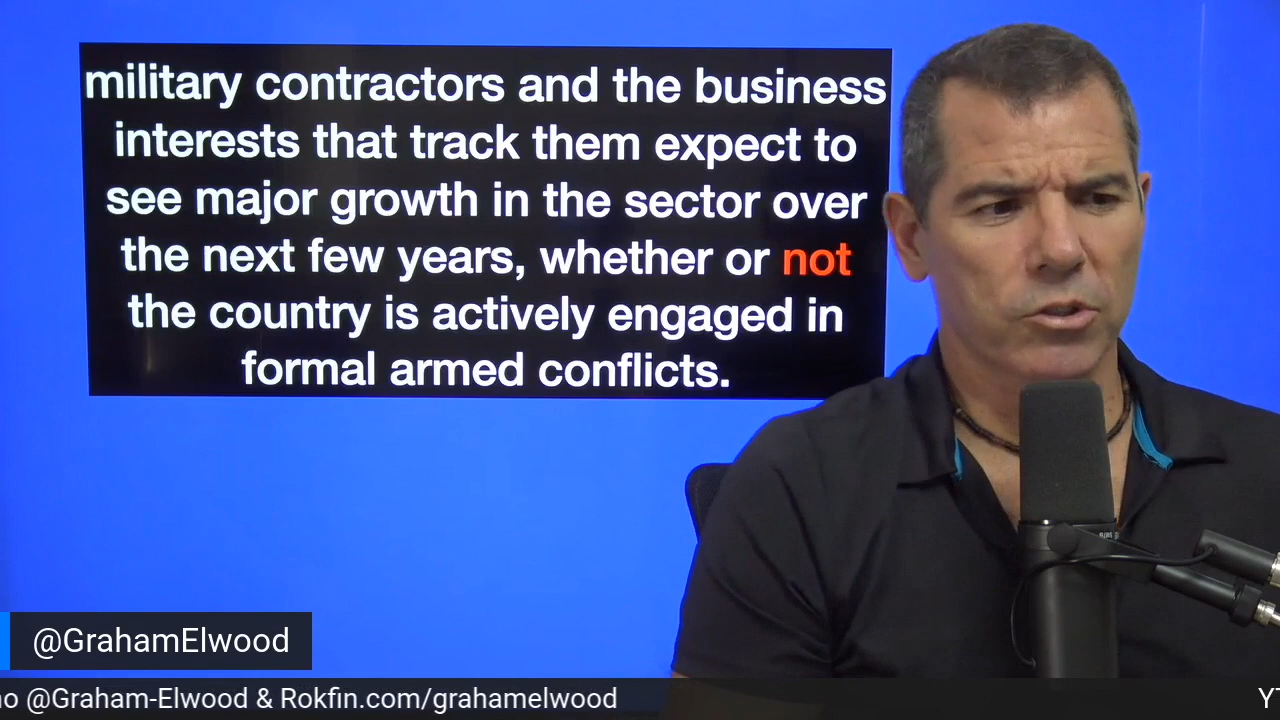 military contractors and the business
interests that track them expect to
see major growth in the sector over
the next few years, whether or not
the country is actively engaged in
formal armed conflicts.
@GrahamElwood
@Graham-Elwood & Rokfin.com/grahamelwood